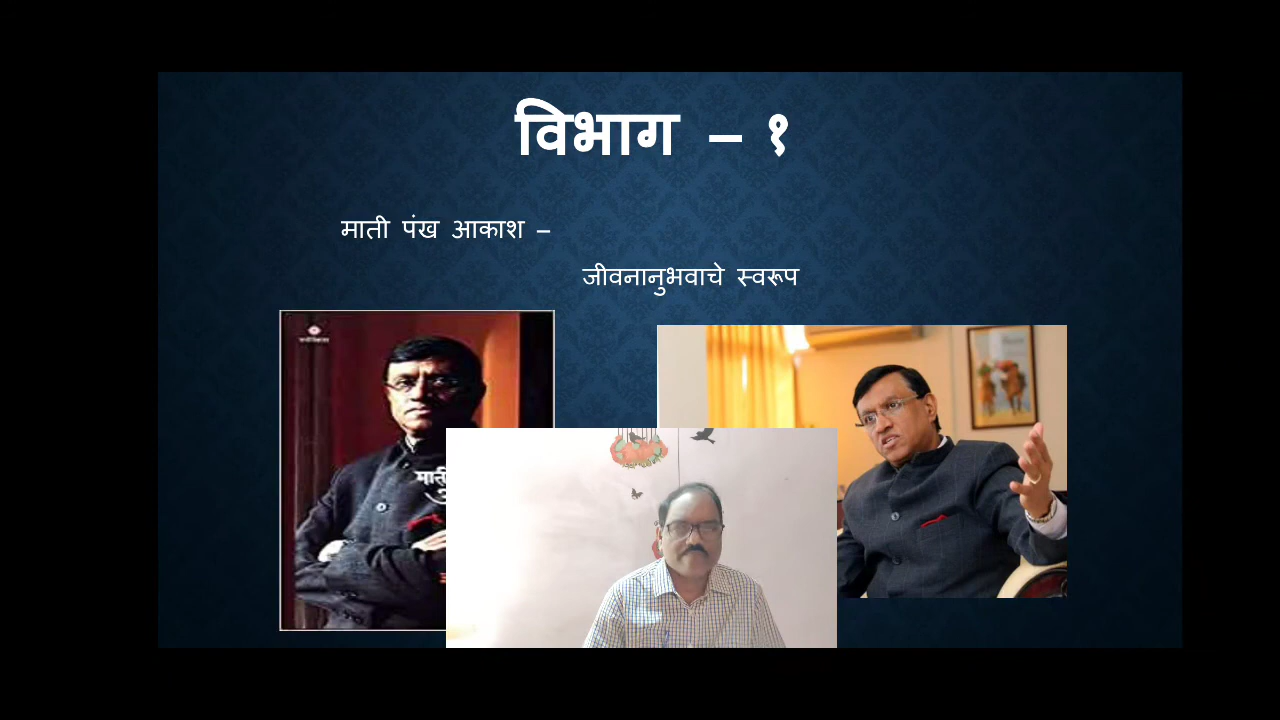 विभाग – १
माती पंख आकाश –
जीवनानुभवाचे स्वरूप